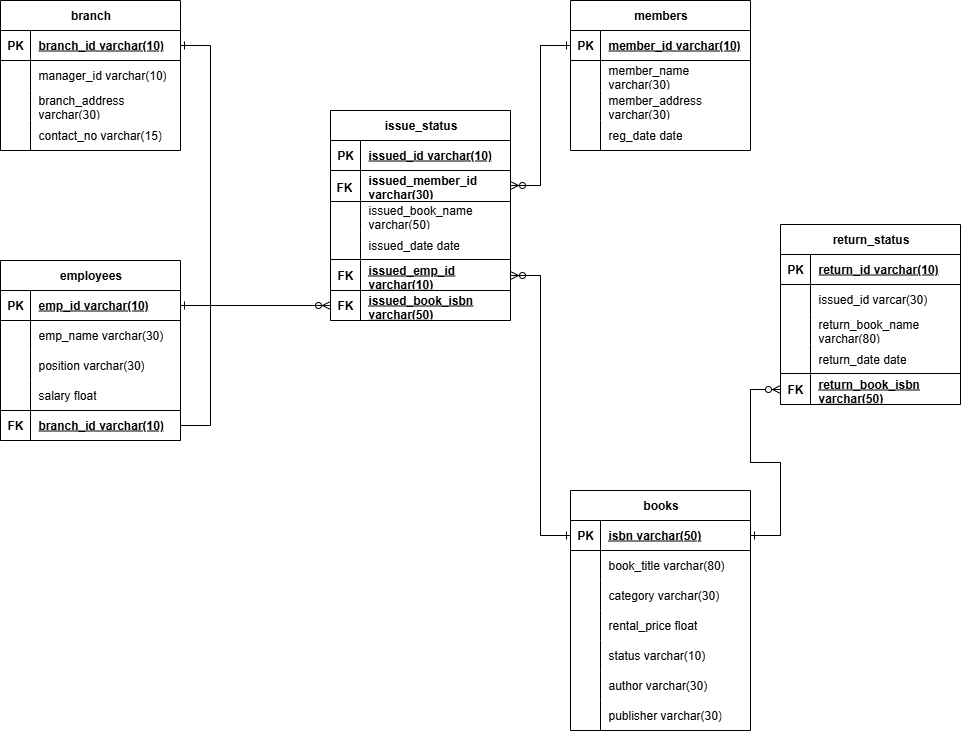 branch
PK branch_id varchar(10)
manager_id varchar(10)
branch_address
varchar(30)
contact_no varchar(15)
members
PK member_id varchar(10)
member_name
varchar(30)
member_address
varchar(30)
reg_date date
issue_status
PK issued_id varchar(10)
FK issued_member_id
varchar(30)
issued_book_name
varchar(50)
issued_date date
FK issued_emp_id
varchar(10)
FK issued_book_isbn
varchar(50)
employees
PK emp_id varchar(10)
emp_name varchar(30)
position varchar(30)
salary float
FK branch_id varchar(10)
return_status
PK return_id varchar(10)
issued_id varcar(30)
return_book_name
varchar(80)
return_date date
FK return_book_isbn
varchar(50)
books
PK isbn varchar(50)
book_title varchar(80)
category varchar(30)
rental_price float
status varchar(10)
author varchar(30)
publisher varchar(30)